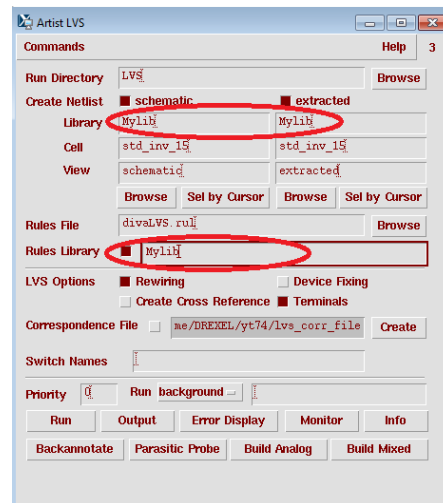 Artist LVS
Commands Help 3
Run Directory LVS Browse
Create Netlist schematic extracted
Library Mylib Mylib
Cell std_inv_15 std_inv_15
View schematic extracted
Browse Sel by Cursor Browse Sel by Cursor
Rules File divaLVS.rul Browse
Rules Library Mylib
LVS Options Rewiring Device Fixing
Create Cross Reference Terminals
Correspondence File me/DREXEL/yt74/lvs_corr_file Create
Switch Names
Priority 0 Run background
Run Output Error Display Monitor Info
Backannotate Parasitic Probe Build Analog Build Mixed